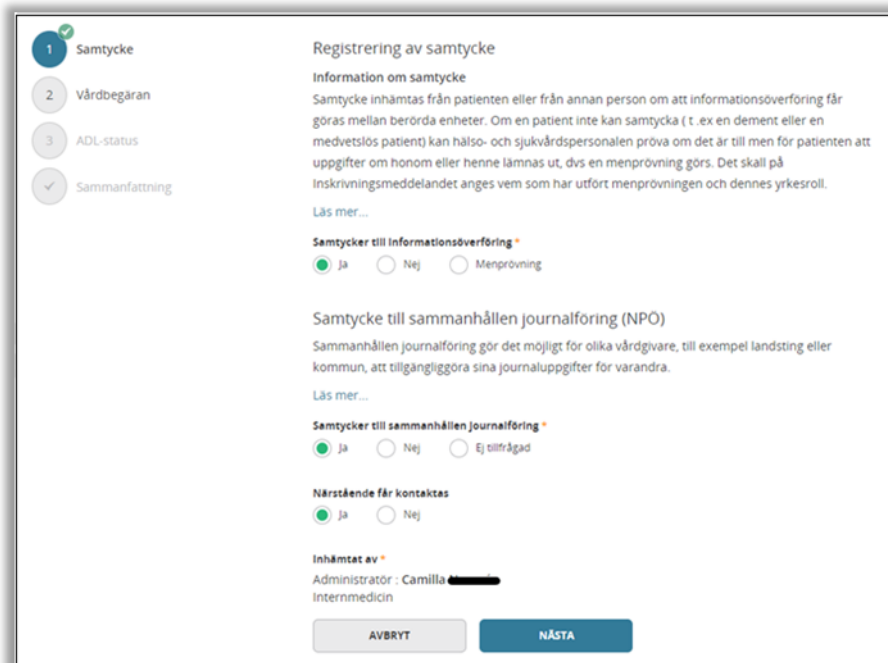 1 Samtycke
2 Vårdbegäran
3 ADL-status
Sammanfattning
Registrering av samtycke
Information om samtycke
Samtycke inhämtas från patienten eller från annan person om att informationsöverföring får
göras mellan berörda enheter. Om en patient inte kan samtycka ( t .ex en dement eller en
medvetslös patient) kan hälso- och sjukvårdspersonalen pröva om det är till men för patienten att
uppgifter om honom eller henne lämnas ut, dvs en menprövning görs. Det skall på
Inskrivningsmeddelandet anges vem som har utfört menprövningen och dennes yrkesroll.
Läs mer...
Samtycker till informationsöverföring *
Ja Nej Menprövning
Samtycke till sammanhållen journalföring (NPÖ)
Sammanhållen journalföring gör det möjligt för olika vårdgivare, till exempel landsting eller
kommun, att tillgängliggöra sina journaluppgifter för varandra.
Läs mer...
Samtycker till sammanhållen journalföring *
Ja Nej Ej tillfrågad
Närstående får kontaktas
Ja Nej
Inhämtat av *
Administratör : Camilla
Internmedicin
AVBRYT NÄSTA